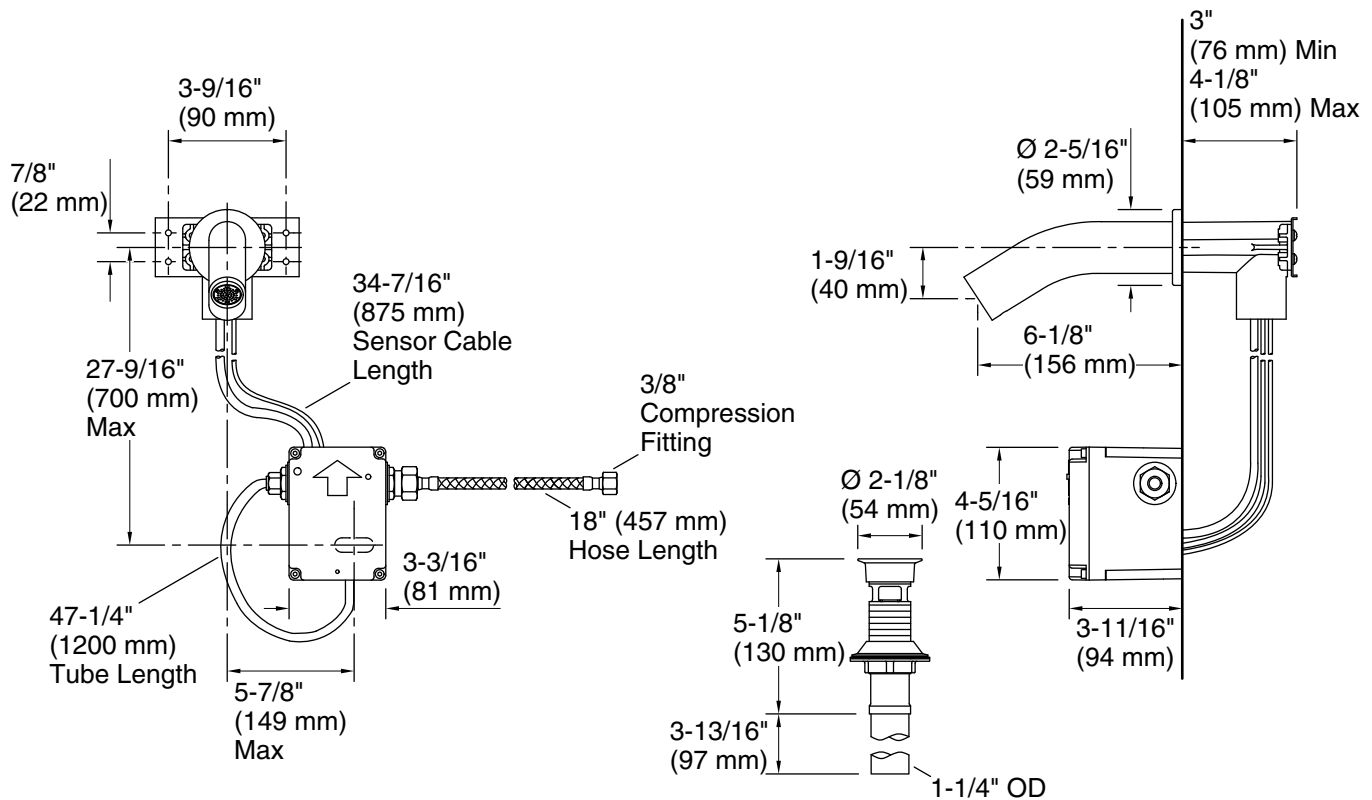 3-9/16"
(90 mm)
7/8"
(22 mm)
34-7/16"
(875 mm)
Sensor Cable
Length
27-9/16"
(700 mm)
Max
3/8"
Compression
Fitting
18" (457 mm)
Hose Length
3-3/16"
(81 mm)
47-1/4"
(1200 mm)
Tube Length
5-7/8"
(149 mm)
Max
3"
(76 mm) Min
4-1/8"
(105 mm) Max
Ø 2-5/16"
(59 mm)
1-9/16"
(40 mm)
6-1/8"
(156 mm)
4-5/16"
(110 mm)
3-11/16"
(94 mm)
Ø 2-1/8"
(54 mm)
5-1/8"
(130 mm)
3-13/16"
(97 mm)
1-1/4" OD